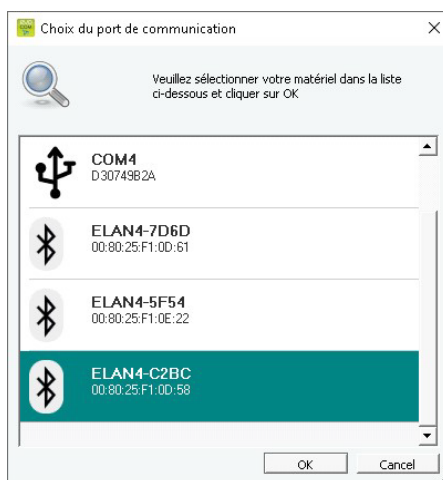 Choix du port de communication
Veuillez sélectionner votre matériel dans la liste
ci-dessous et cliquer sur OK
COM4
D30749B2A
ELAN4-7D6D
00:80:25:F1:0D:61
ELAN4-5F54
00:80:25:F1:0E:22
ELAN4-C2BC
00:80:25:F1:0D:58
OK
Cancel